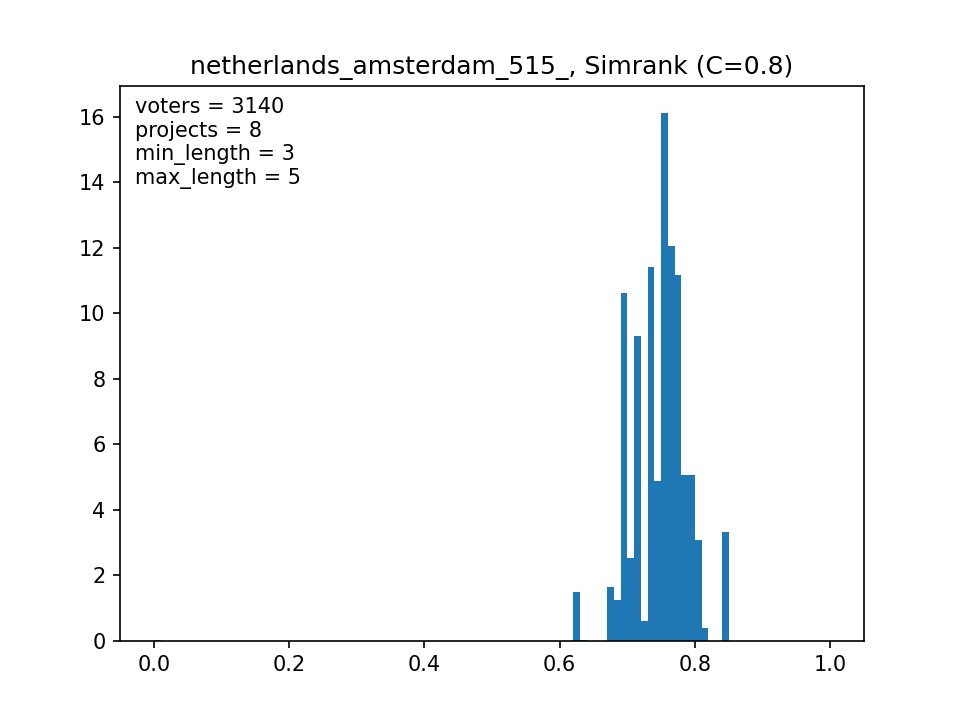 netherlands_amsterdam_515_, Simrank (C=0.8)
voters = 3140
projects = 8
min_length = 3
max_length = 5
16
14
12
10
8
6
4
2
0
0.0 0.2 0.4 0.6 0.8 1.0